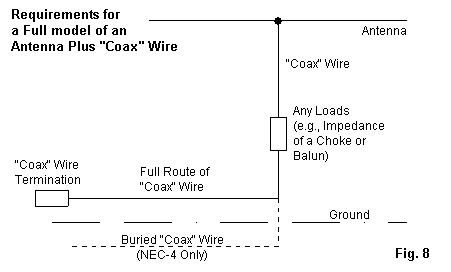 Requirements for
a Full model of an
Antenna Plus "Coax" Wire
Antenna
"Coax" Wire
Any Loads
(e.g., Impedance
of a Choke or
Balun)
"Coax" Wire
Termination
Full Route of
"Coax" Wire
Ground
Buried "Coax" Wire
(NEC-4 Only)
Fig. 8